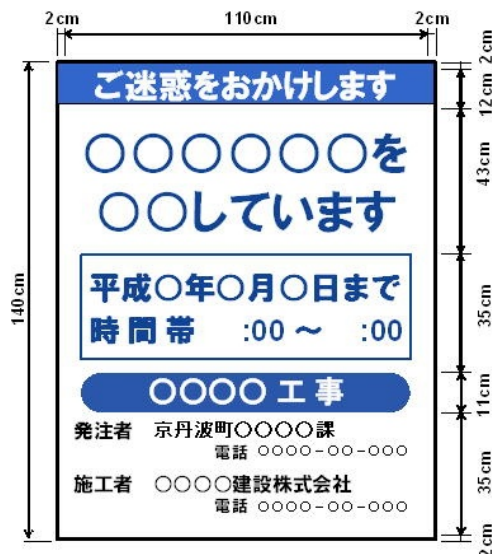 2cm 110cm 2cm
2cm
ご迷惑をおかけします
12cm
○○○○○○を
43cm
○○しています
140cm
平成○年○月○日まで
35cm
時間帯 :00～ :00
○○○○工事
11cm
発注者 京丹波町○○○○課
電話 ○○○○-○○-○○○
35cm
施工者 ○○○○建設株式会社
電話 ○○○○-○○-○○○
2cm